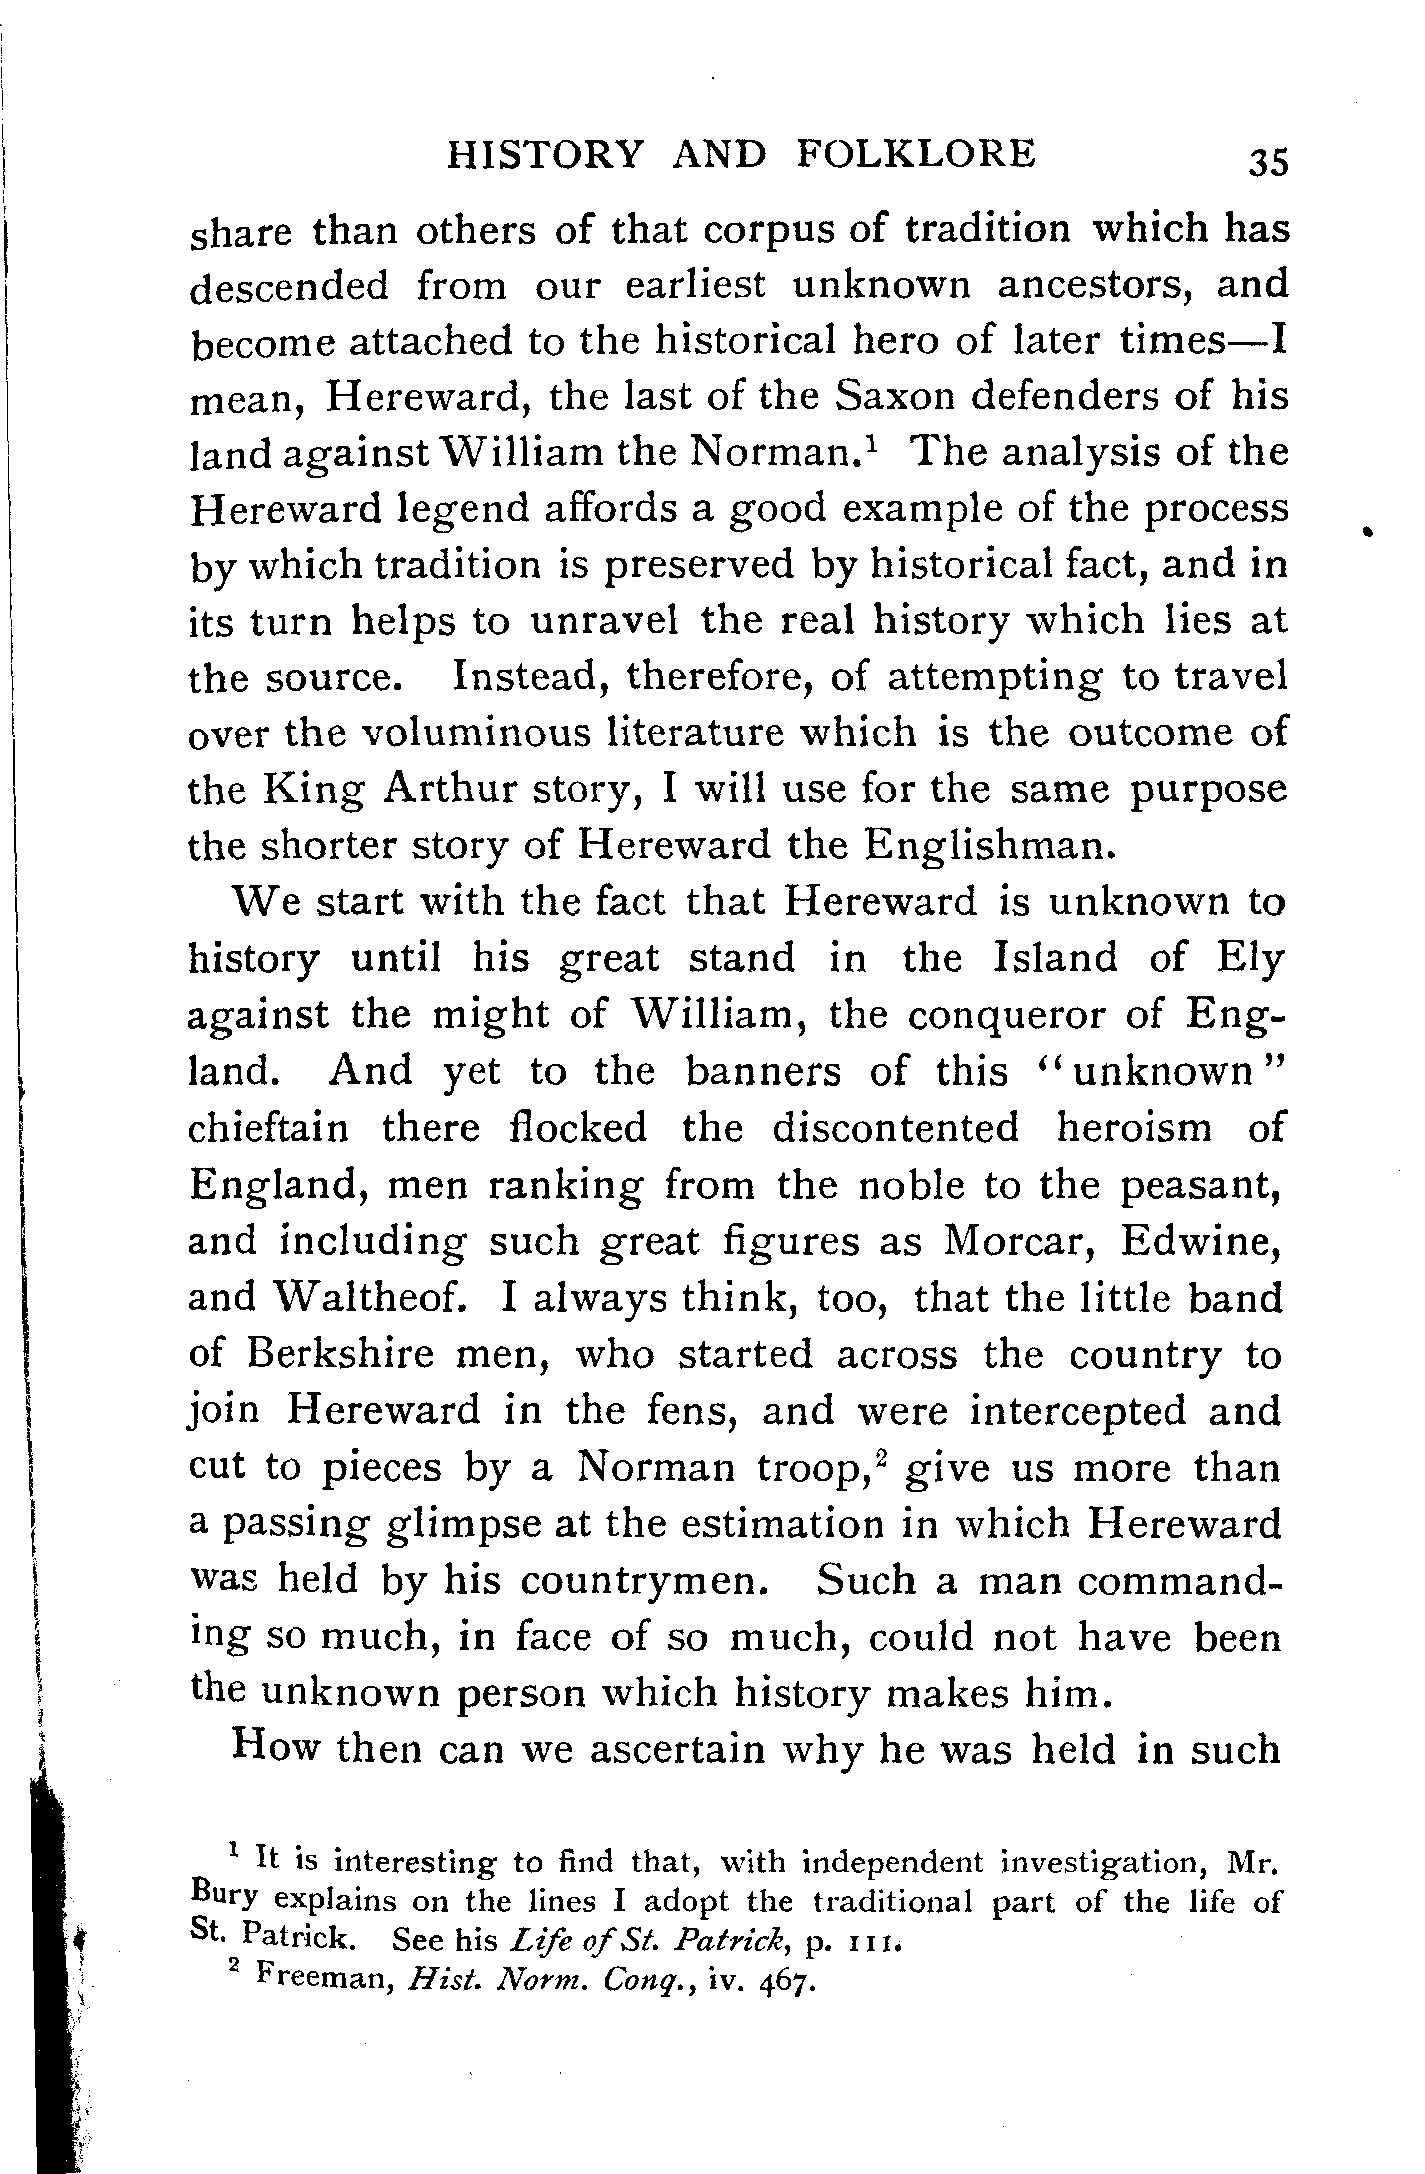 HISTORY AND FOLKLORE 35
share than others of that corpus of tradition which has
descended from our earliest unknown ancestors, and
become attached to the historical hero of later times—I
mean, Hereward, the last of the Saxon defenders of his
land against William the Norman.¹ The analysis of the
Hereward legend affords a good example of the process
by which tradition is preserved by historical fact, and in
its turn helps to unravel the real history which lies at
the source. Instead, therefore, of attempting to travel
over the voluminous literature which is the outcome of
the King Arthur story, I will use for the same purpose
the shorter story of Hereward the Englishman.
We start with the fact that Hereward is unknown to
history until his great stand in the Island of Ely
against the might of William, the conqueror of Eng-
land. And yet to the banners of this “unknown”
chieftain there flocked the discontented heroism of
England, men ranking from the noble to the peasant,
and including such great figures as Morcar, Edwine,
and Waltheof. I always think, too, that the little band
of Berkshire men, who started across the country to
join Hereward in the fens, and were intercepted and
cut to pieces by a Norman troop,² give us more than
a passing glimpse at the estimation in which Hereward
was held by his countrymen. Such a man command-
ing so much, in face of so much, could not have been
the unknown person which history makes him.
How then can we ascertain why he was held in such
¹ It is interesting to find that, with independent investigation, Mr.
Bury explains on the lines I adopt the traditional part of the life of
St. Patrick. See his Life of St. Patrick, p. 111.
² Freeman, Hist. Norm. Conq., iv. 467.